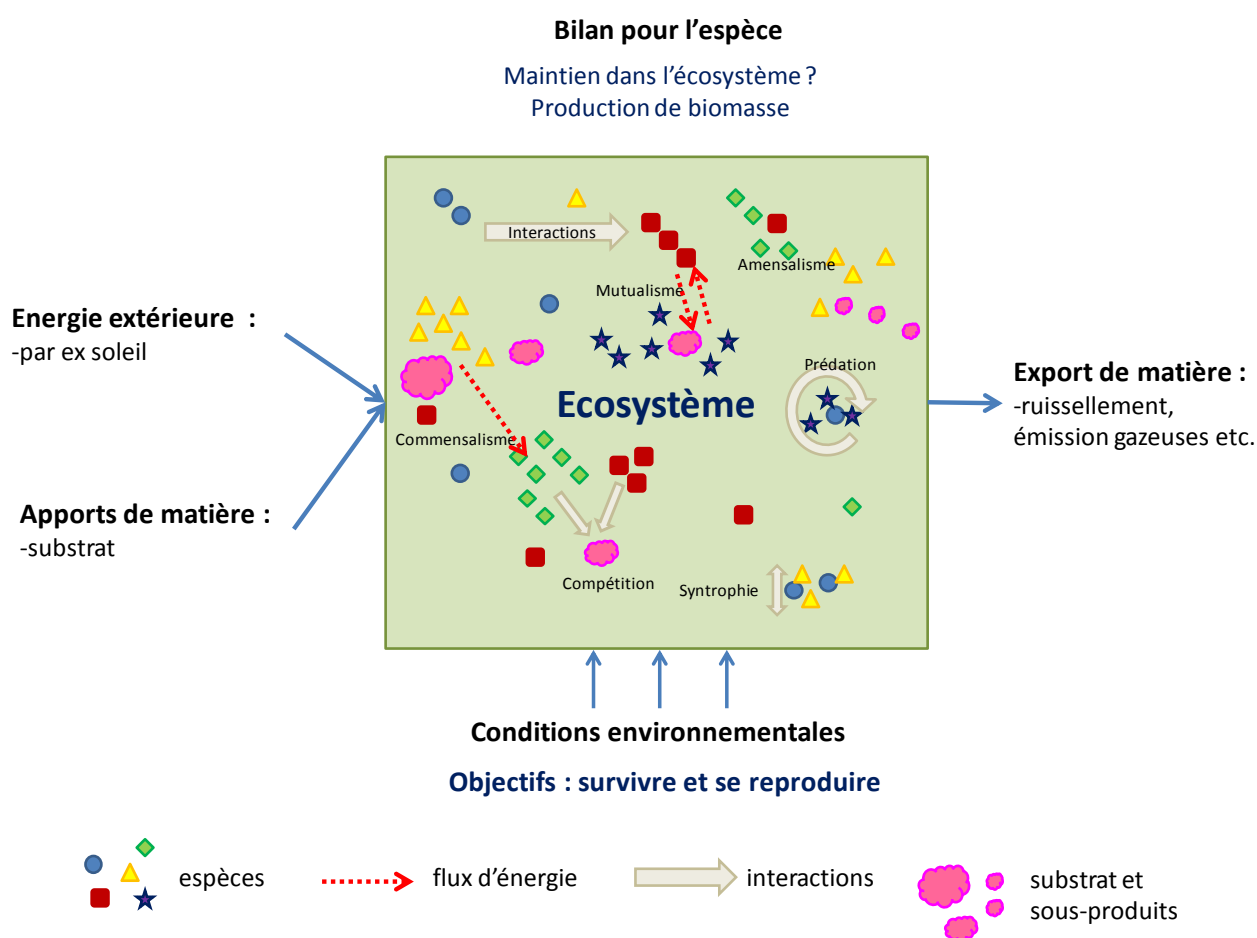 Bilan pour l’espèce
Maintien dans l’écosystème ?
Production de biomasse
Interactions
Amensalisme
Mutualisme
Energie extérieure :
-par ex soleil
Prédation
Export de matière :
-ruissellement,
émission gazeuses etc.
Ecosystème
Commensalisme
Apports de matière :
-substrat
Compétition
Syntrophie
Conditions environnementales
Objectifs : survivre et se reproduire
espèces
flux d’énergie
interactions
substrat et
sous-produits